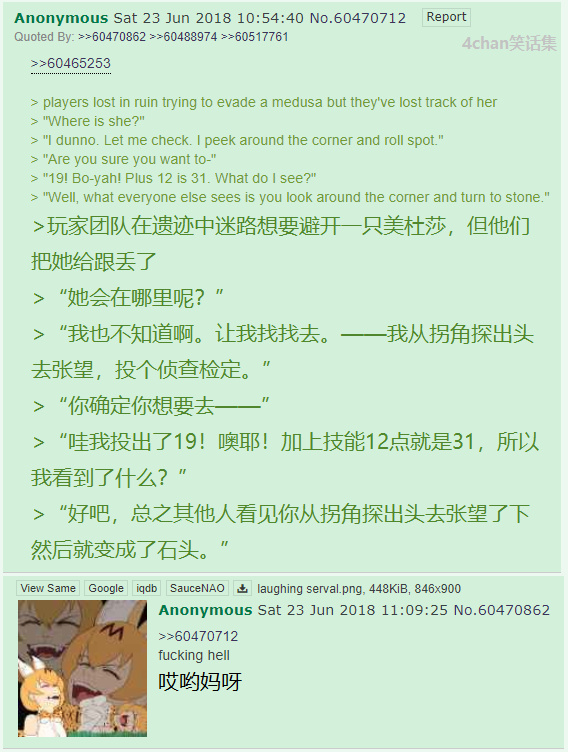 Anonymous Sat 23 Jun 2018 10:54:40 No.60470712 Report
Quoted By: >>60470862 >>60488974 >>60517761
4chan笑话集
>>60465253
> players lost in ruin trying to evade a medusa but they've lost track of her
> "Where is she?"
> "I dunno. Let me check. I peek around the corner and roll spot."
> "Are you sure you want to-"
> "19! Bo-yah! Plus 12 is 31. What do I see?"
> "Well, what everyone else sees is you look around the corner and turn to stone."
>玩家团队在遗迹中迷路想要避开一只美杜莎，但他们
把她给跟丢了
>“她会在哪里呢？”
>“我也不知道啊。让我找找去。——我从拐角探出头
去张望，投个侦查检定。”
>“你确定你想要去——”
>“哇我投出了19！噢耶！加上技能12点就是31，所以
我看到了什么？”
>“好吧，总之其他人看见你从拐角探出头去张望了下
然后就变成了石头。”
View Same Google iqdb SauceNAO laughing serval.png, 448KiB, 846x900
Anonymous Sat 23 Jun 2018 11:09:25 No.60470862
>>60470712
fucking hell
哎哟妈呀